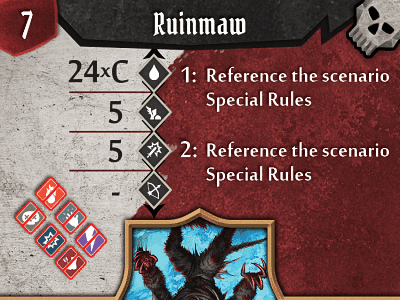 7
Ruinmaw
24xC
5
5
-
1: Reference the scenario
Special Rules
2: Reference the scenario
Special Rules